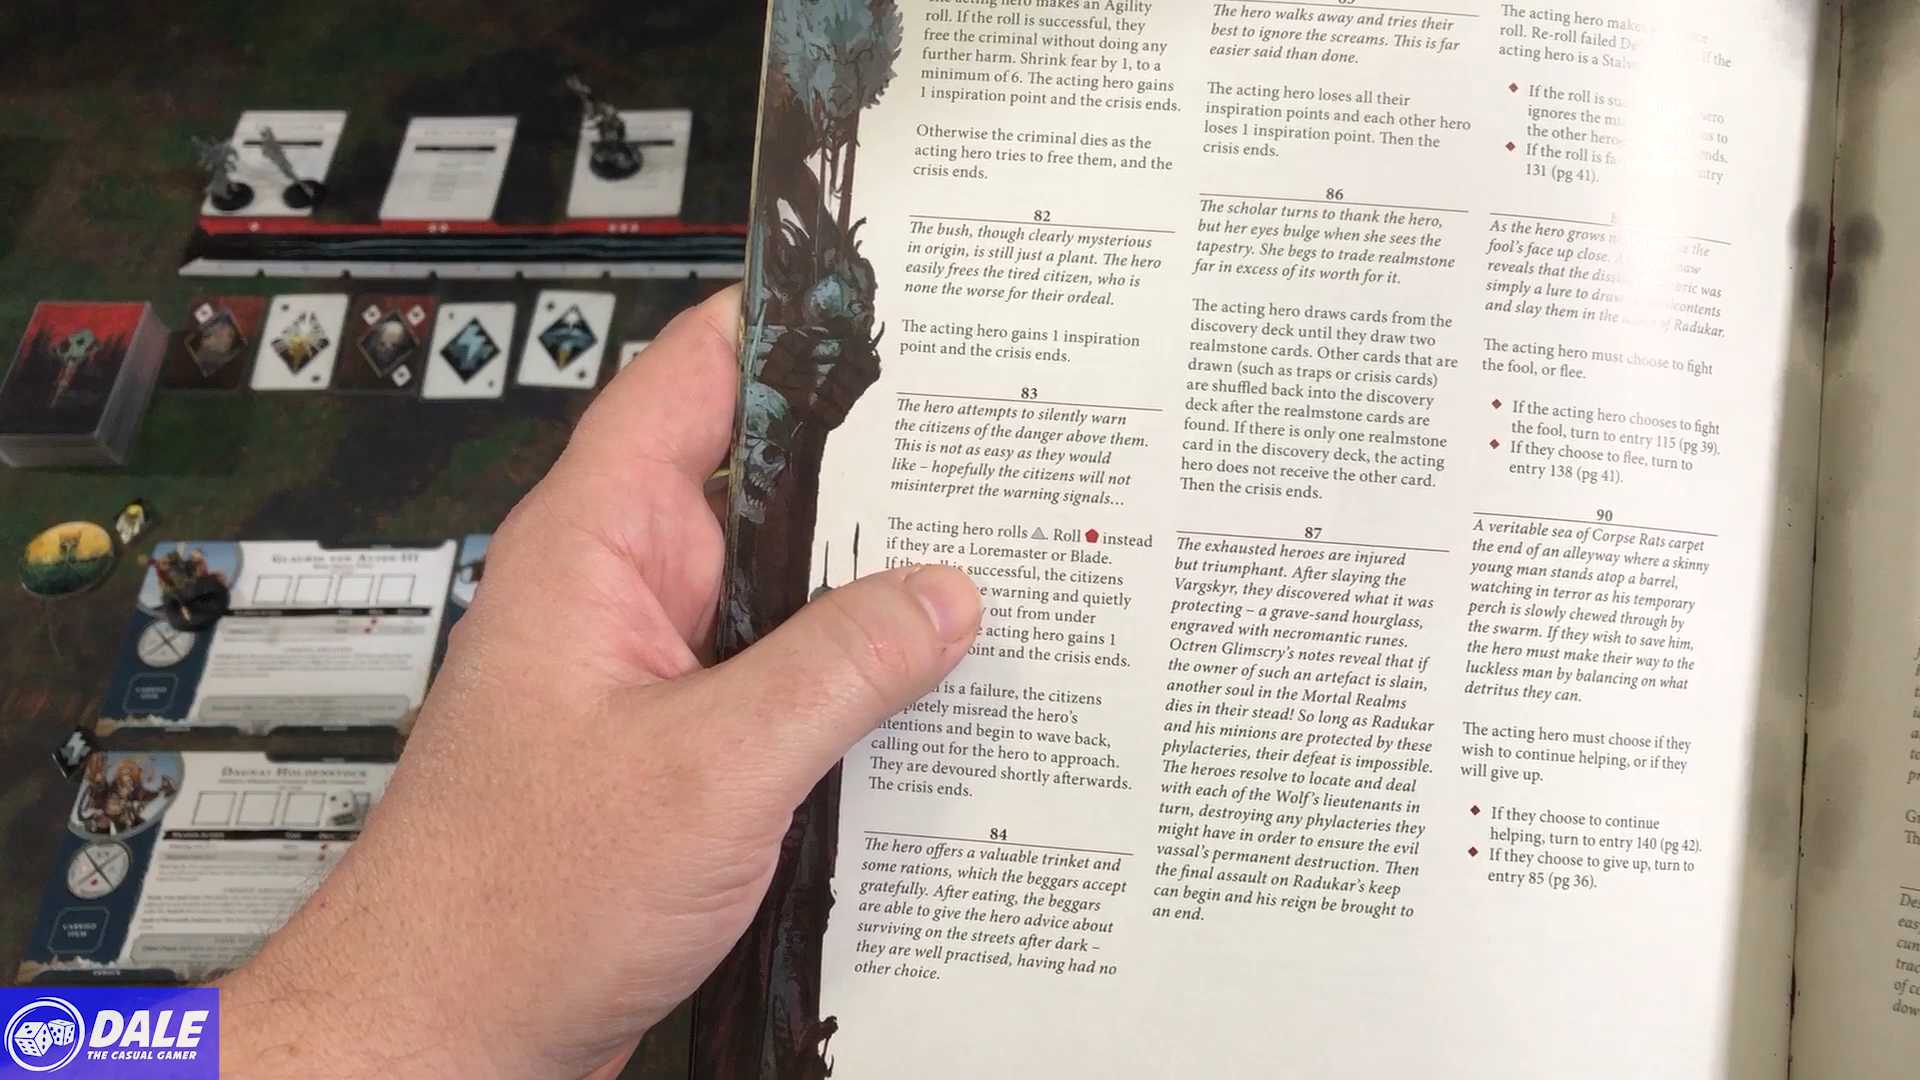 acting hero makes an Agility
roll. If the roll is successful, they
free the criminal without doing any
further harm. Shrink fear by 1, to a
minimum of 6. The acting hero gains
1 inspiration point and the crisis ends.
Otherwise the criminal dies as the
acting hero tries to free them, and the
crisis ends.
82
The bush, though clearly mysterious
in origin, is still just a plant. The hero
easily frees the tired citizen, who is
none the worse for their ordeal.
The acting hero gains 1 inspiration
point and the crisis ends.
83
The hero attempts to silently warn
the citizens of the danger above them.
This is not as easy as they would
like – hopefully the citizens will not
misinterpret the warning signals…
The acting hero rolls . Roll instead
if they are a Loremaster or Blade.
If the is successful, the citizens
warning and quietly
out from under
acting hero gains 1
and the crisis ends.
is a failure, the citizens
misread the hero's
and begin to wave back,
calling out for the hero to approach.
They are devoured shortly afterwards.
The crisis ends.
84
The hero offers a valuable trinket and
some rations, which the beggars accept
gratefully. After eating, the beggars
are able to give the hero advice about
surviving on the streets after dark –
they are well practised, having had no
other choice.
The hero walks away and tries their
best to ignore the screams. This is far
easier said than done.
The acting hero loses all their
inspiration points and each other hero
loses 1 inspiration point. Then the
crisis ends.
86
The scholar turns to thank the hero,
but her eyes bulge when she sees the
tapestry. She begs to trade realmstone
far in excess of its worth for it.
The acting hero draws cards from the
discovery deck until they draw two
realmstone cards. Other cards that are
drawn (such as traps or crisis cards)
are shuffled back into the discovery
deck after the realmstone cards are
found. If there is only one realmstone
card in the discovery deck, the acting
hero does not receive the other card.
Then the crisis ends.
87
The exhausted heroes are injured
but triumphant. After slaying the
Vargskyr, they discovered what it was
protecting – a grave-sand hourglass,
engraved with necromantic runes.
Octren Glimscry's notes reveal that if
the owner of such an artefact is slain,
another soul in the Mortal Realms
dies in their stead! So long as Radukar
and his minions are protected by these
phylacteries, their defeat is impossible.
The heroes resolve to locate and deal
with each of the Wolf's lieutenants in
turn, destroying any phylacteries they
might have in order to ensure the evil
vassal's permanent destruction. Then
the final assault on Radukar's keep
can begin and his reign be brought to
an end.
The acting hero
roll. Re-roll failed if the
acting hero is a
If the roll is
ignores the to
the other
If the roll is
131 (pg 41).
As the hero grows the
fool's face up close.
reveals that the was
simply a lure to
and slay them in the of Radukar.
The acting hero must choose to fight
the fool, or flee.
If the acting hero chooses to fight
the fool, turn to entry 115 (pg 39).
If they choose to flee, turn to
entry 138 (pg 41).
90
A veritable sea of Corpse Rats carpet
the end of an alleyway where a skinny
young man stands atop a barrel,
watching in terror as his temporary
perch is slowly chewed through by
the swarm. If they wish to save him,
the hero must make their way to the
luckless man by balancing on what
detritus they can.
The acting hero must choose if they
wish to continue helping, or if they
will give up.
If they choose to continue
helping, turn to entry 140 (pg 42).
If they choose to give up, turn to
entry 85 (pg 36).
Dagnai Holdenstock
DALE
THE CASUAL GAMER